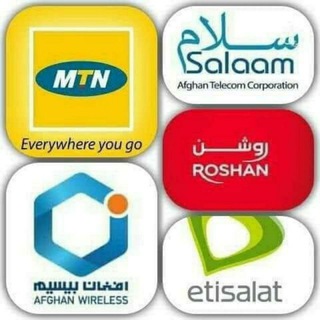 MTN
Everywhere you go
سلام
Salaam
Afghan Telecom Corporation
روشن
ROSHAN
افغان بیسیم
AFGHAN WIRELESS
etisalat